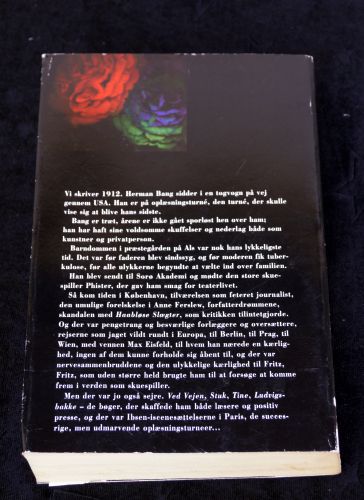 Vi skriver 1912. Herman Bang sidder i en togvogn på vej
gennem USA. Han er på oplæsningsturné, den turné, der skulle
vise sig at blive hans sidste.
Bang er træt, årene er ikke gået sporløst hen over ham;
han har haft sine voldsomme skuffelser og nederlag både som
kunstner og privatperson.
Barndommen i præstegården på Als var nok hans lykkeligste
tid. Det var før faderen blev sindssyg, og før moderen fik tuber-
kulose, før alle ulykkerne begyndte at vælte ind over familien.
Han blev sendt til Sorø Akademi og mødte den store skue-
spiller Phister, der gav ham smag for teaterlivet.
Så kom tiden i København, tilværelsen som feteret journalist,
den umulige forelskelse i Anne Ferslew, forfatterdrømmene,
skandalen med Haabløse Slægter, som kritikken tilintetgjorde.
Og der var pengetrang og besværlige forlæggere og oversættere,
rejserne som jaget vildt rundt i Europa, til Berlin, til Prag, til
Wien, med vennen Max Eisfeld, til hvem han nærede en kærlig-
hed, ingen af dem kunne forholde sig åbent til, og der var
nervesammenbruddene og den ulykkelige kærlighed til Fritz,
Fritz, som uden større held brugte ham til at forsøge at komme
frem i verden som skuespiller.
Men der var jo også sejre. Ved Vejen, Stuk, Tine, Ludvigs-
bakke – de bøger, der skaffede ham både læsere og positiv
presse, og der var Ibsen-iscenesættelserne i Paris, de succes-
rige, men udmarvende oplæsningsturneer...